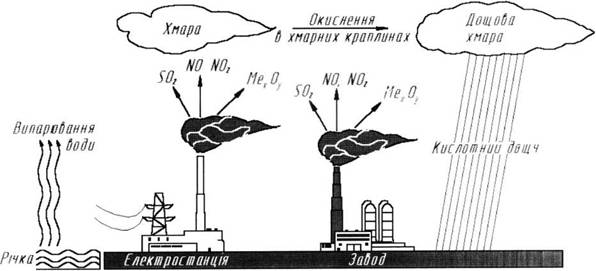 Хмара
Окиснення
в хмарних краплинах
Дощова
хмара
SO₂
NO NO₂
MeₓOᵧ
SO₂
NO, NO₂
MeₓOᵧ
Випарювання
води
Кислотний дощ
Річка
Електростанція
Завод